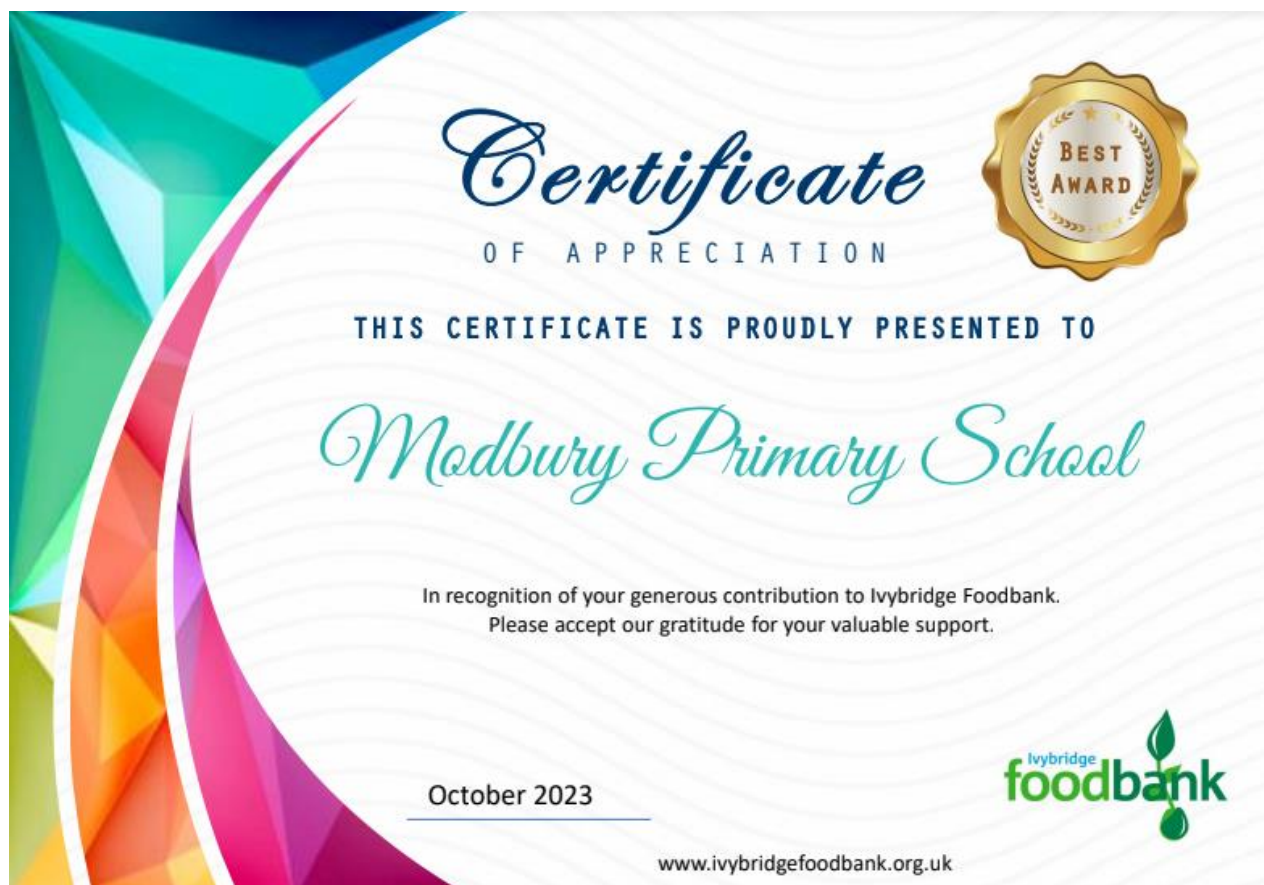 Certificate
OF APPRECIATION
BEST
AWARD
THIS CERTIFICATE IS PROUDLY PRESENTED TO
Modbury Primary School
In recognition of your generous contribution to Ivybridge Foodbank.
Please accept our gratitude for your valuable support.
Ivybridge
foodbank
October 2023
www.ivybridgefoodbank.org.uk